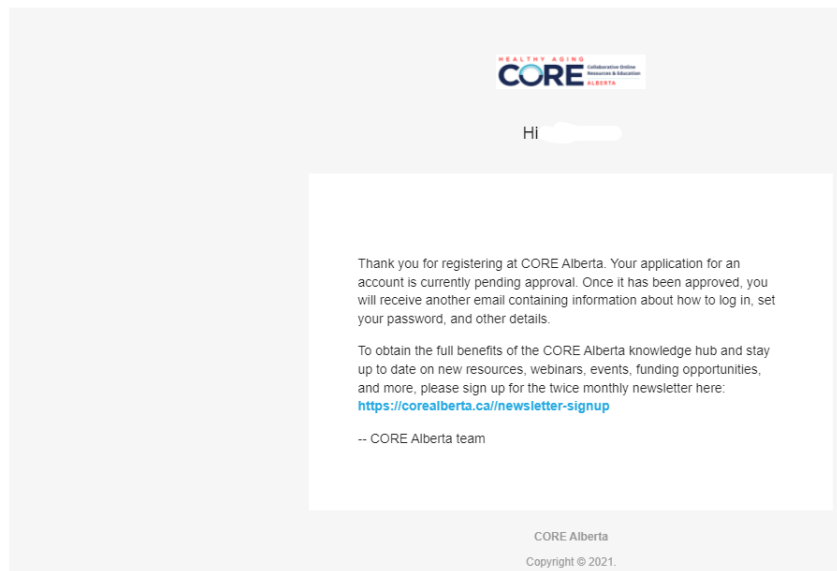 HEALTHY AGING
CORE
Collaborative Online
Resources & Education
ALBERTA
Hi
Thank you for registering at CORE Alberta. Your application for an
account is currently pending approval. Once it has been approved, you
will receive another email containing information about how to log in, set
your password, and other details.
To obtain the full benefits of the CORE Alberta knowledge hub and stay
up to date on new resources, webinars, events, funding opportunities,
and more, please sign up for the twice monthly newsletter here:
https://corealberta.ca//newsletter-signup
-- CORE Alberta team
CORE Alberta
Copyright © 2021.